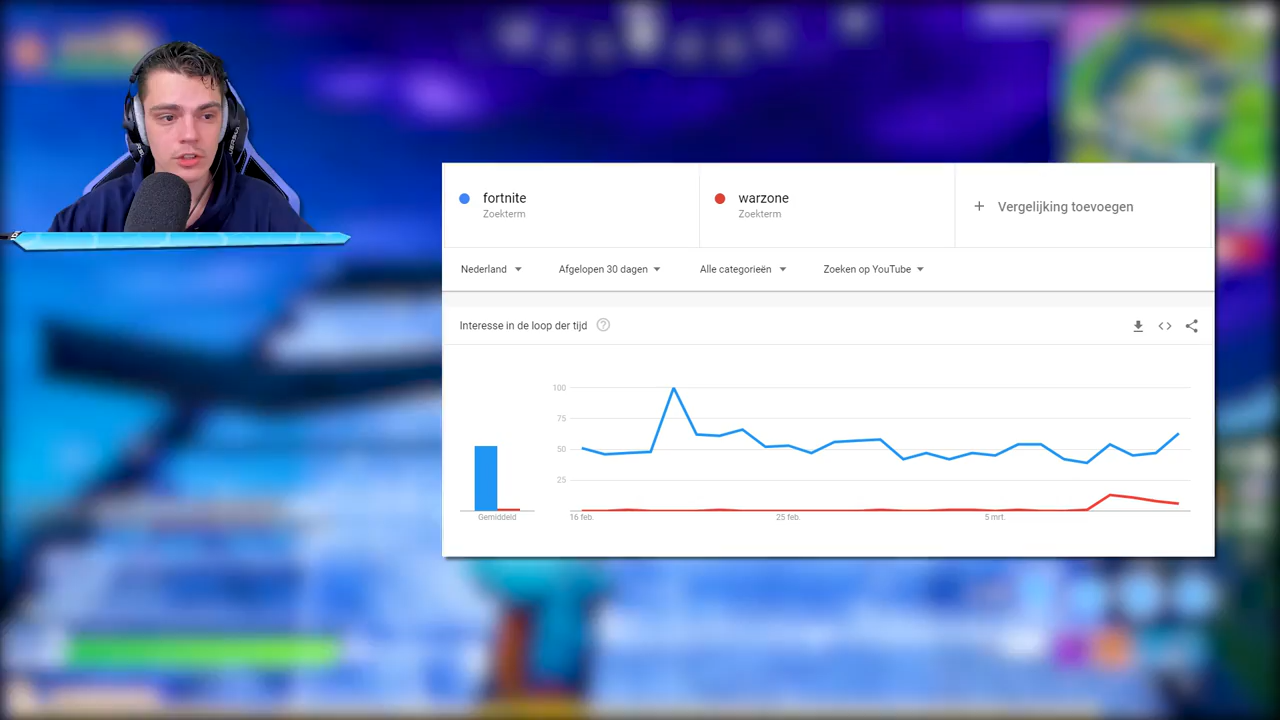 fortnite
Zoekterm
warzone
Zoekterm
+ Vergelijking toevoegen
Nederland
Afgelopen 30 dagen
Alle categorieën
Zoeken op YouTube
Interesse in de loop der tijd
100
75
50
25
Gemiddeld
16 feb.
25 feb.
5 mrt.